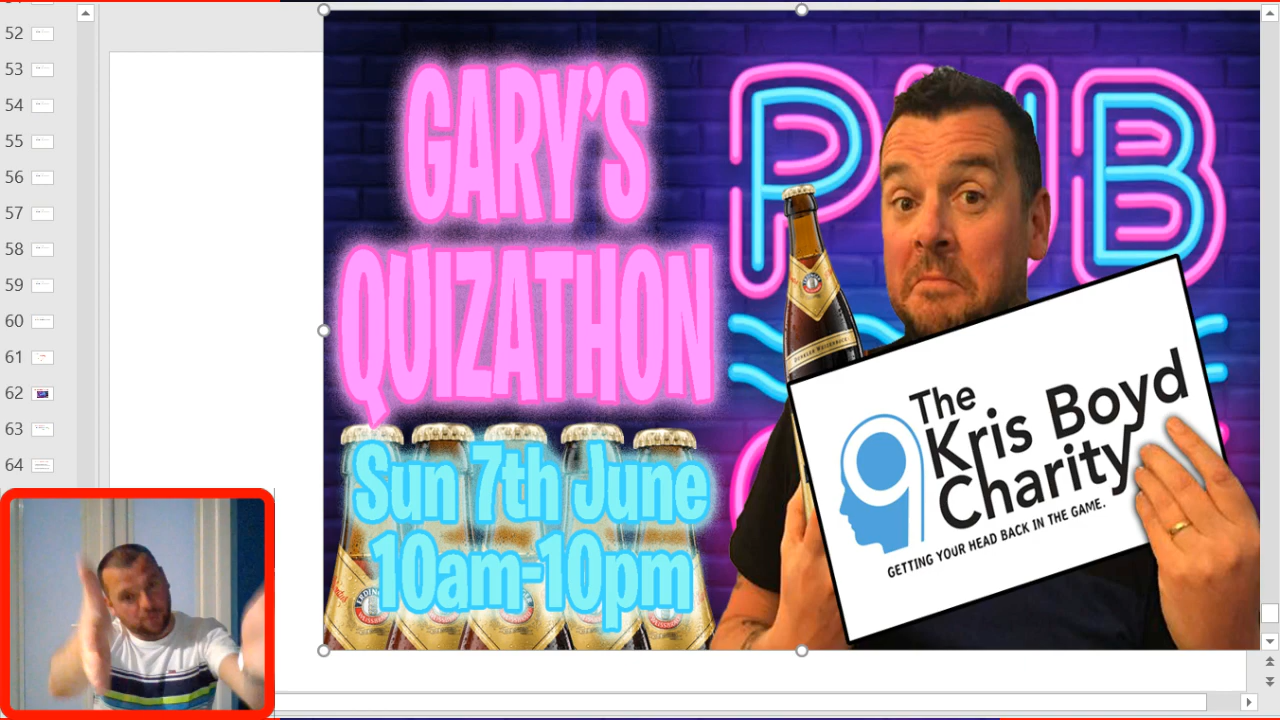 52
53
54
55
56
57
58
59
60
61
62
63
64
GARY'S
QUIZATHON
Sun 7th June
10am-10pm
PUB
The
Kris Boyd
Charity
GETTING YOUR HEAD BACK IN THE GAME.